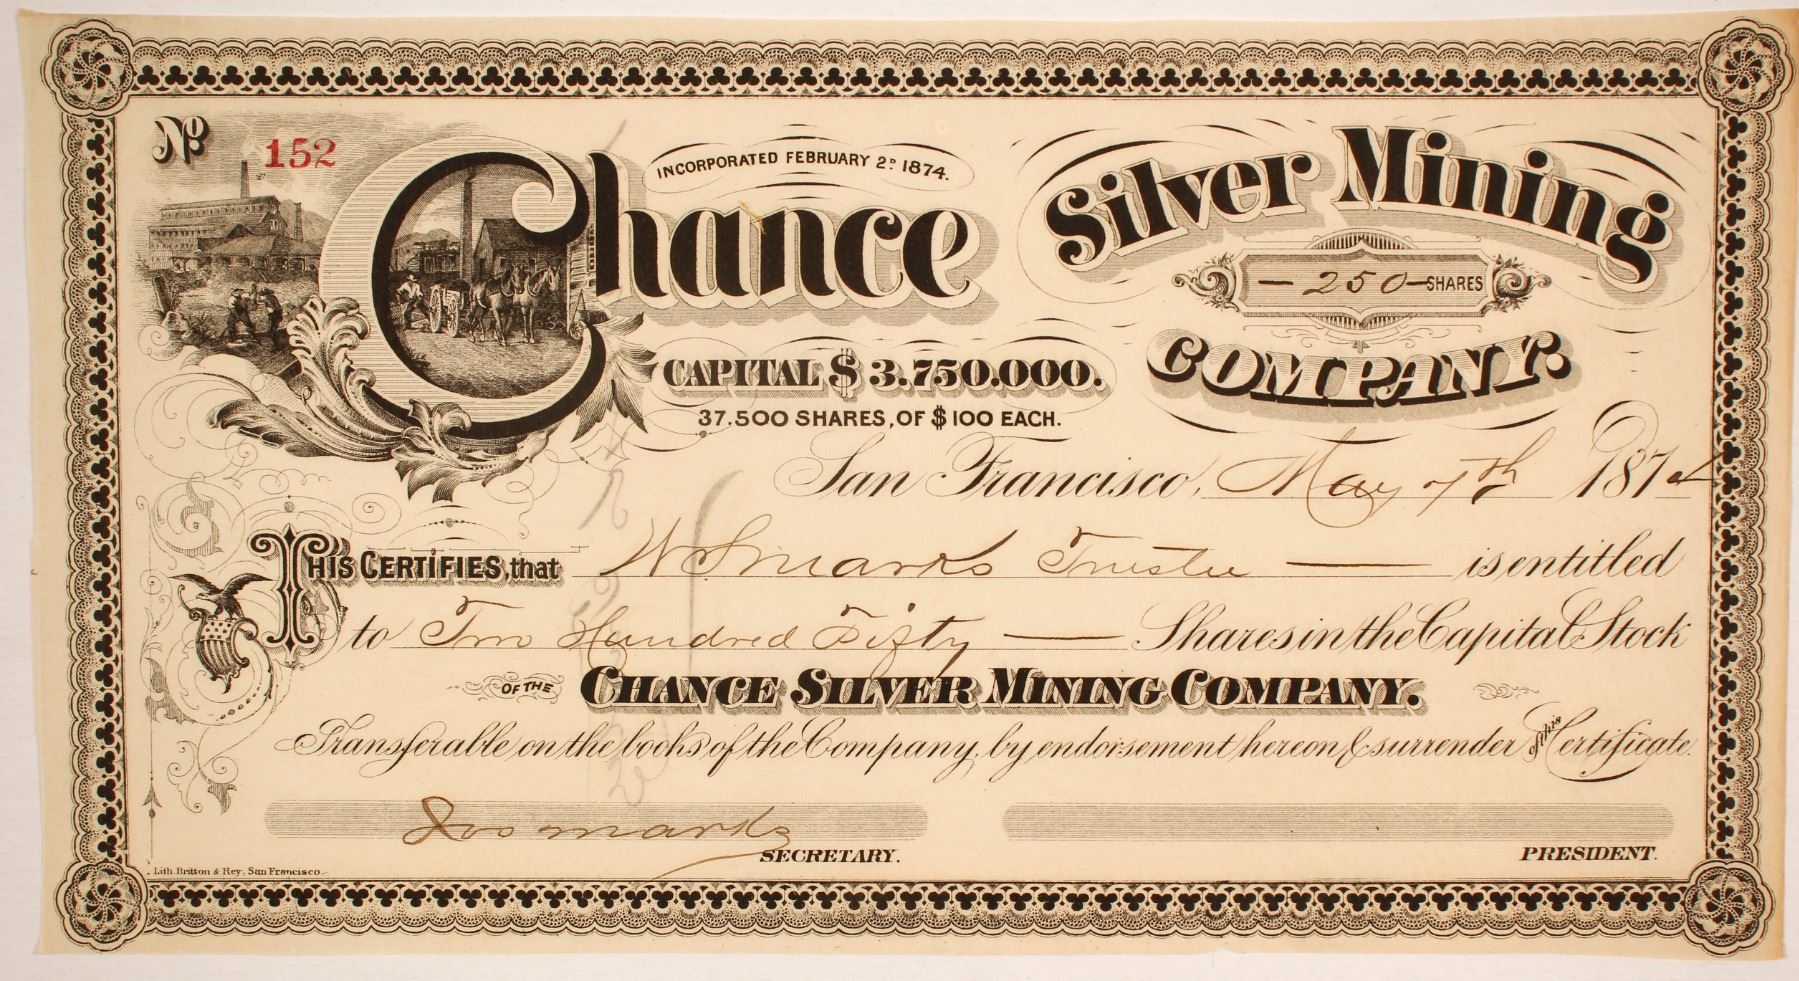 No 152
INCORPORATED FEBRUARY 2D 1874.
Chance Silver Mining
— 250 — SHARES
COMPANY.
CAPITAL $3.750.000.
37.500 SHARES, OF $100 EACH.
San Francisco, May 7th 1874
THIS CERTIFIES, that W Smarks Trustee — is entitled
to Two Hundred Fifty — Shares in the Capital Stock
OF THE CHANCE SILVER MINING COMPANY.
Transferable on the books of the Company, by endorsement hereon & surrender of this Certificate.
Jos marks
SECRETARY.
PRESIDENT.
Lith. Britton & Rey, San Francisco.